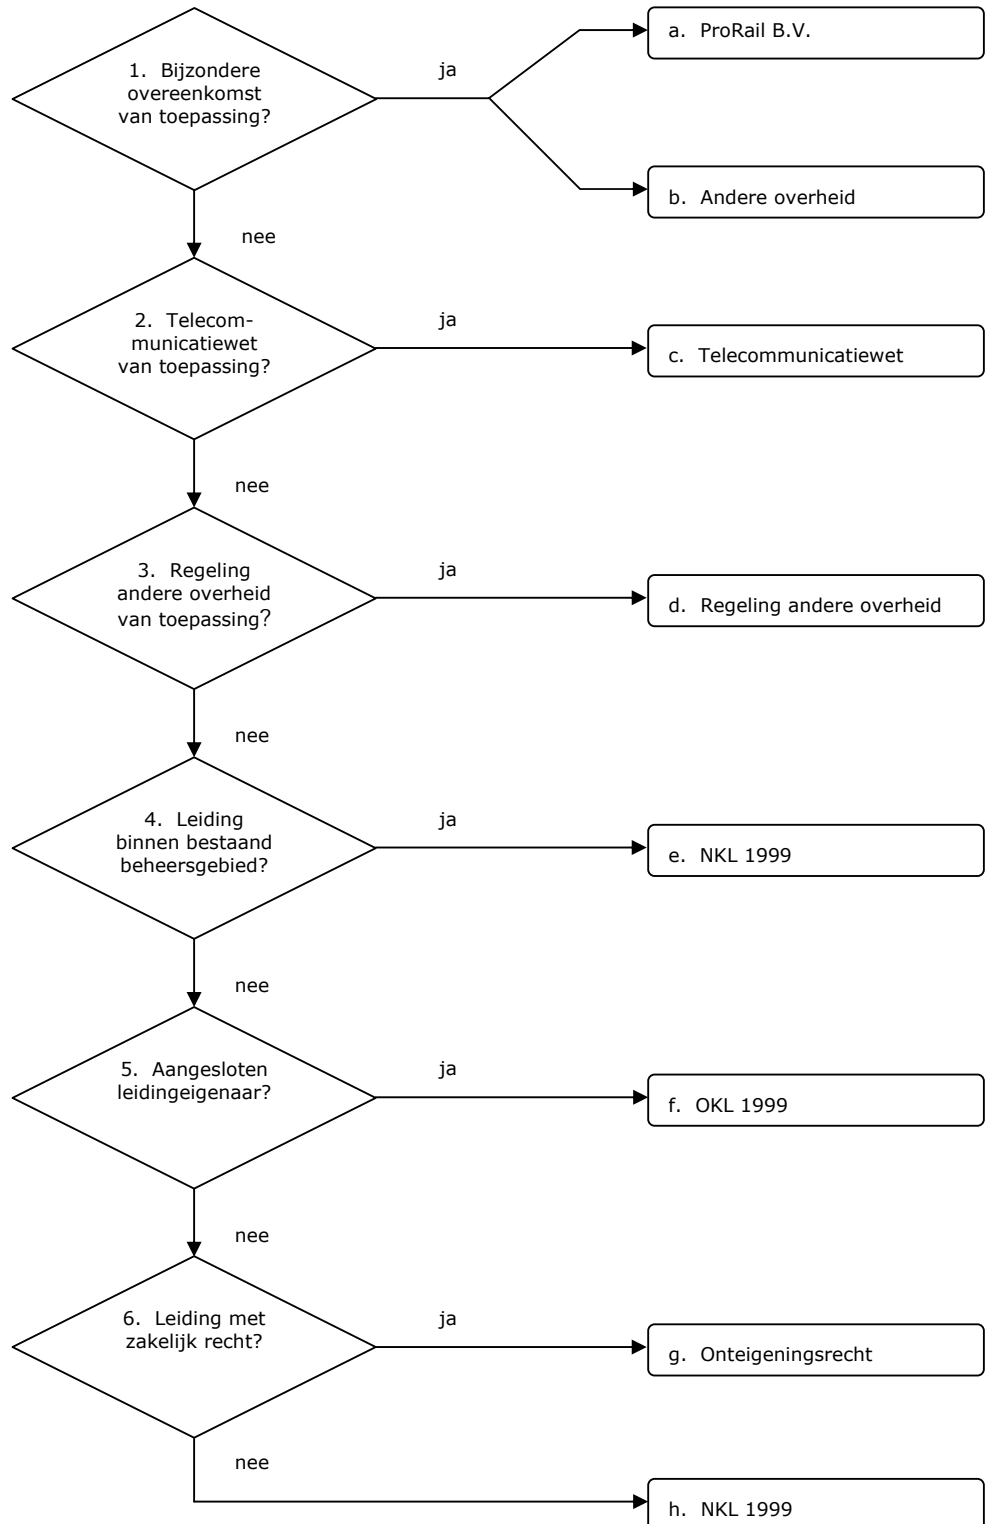 1. Bijzondere
overeenkomst
van toepassing?
ja
a. ProRail B.V.
b. Andere overheid
nee
2. Telecom-
municatiewet
van toepassing?
ja
c. Telecommunicatiewet
nee
3. Regeling
andere overheid
van toepassing?
ja
d. Regeling andere overheid
nee
4. Leiding
binnen bestaand
beheersgebied?
ja
e. NKL 1999
nee
5. Aangesloten
leidingeigenaar?
ja
f. OKL 1999
nee
6. Leiding met
zakelijk recht?
ja
g. Onteigeningsrecht
nee
h. NKL 1999